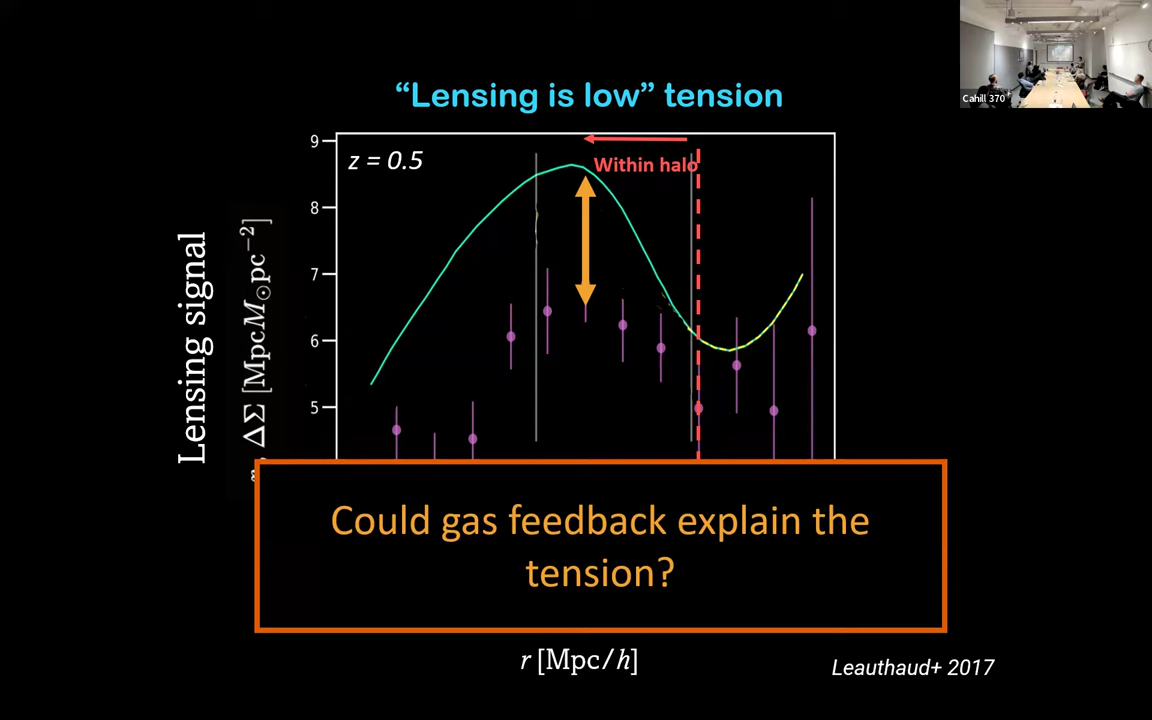 Cahill 370
“Lensing is low” tension
z = 0.5
Within halo
9
8
7
6
5
Lensing signal
ΔΣ [MpcM⊙pc⁻²]
Could gas feedback explain the
tension?
r [Mpc/h]
Leauthaud+ 2017